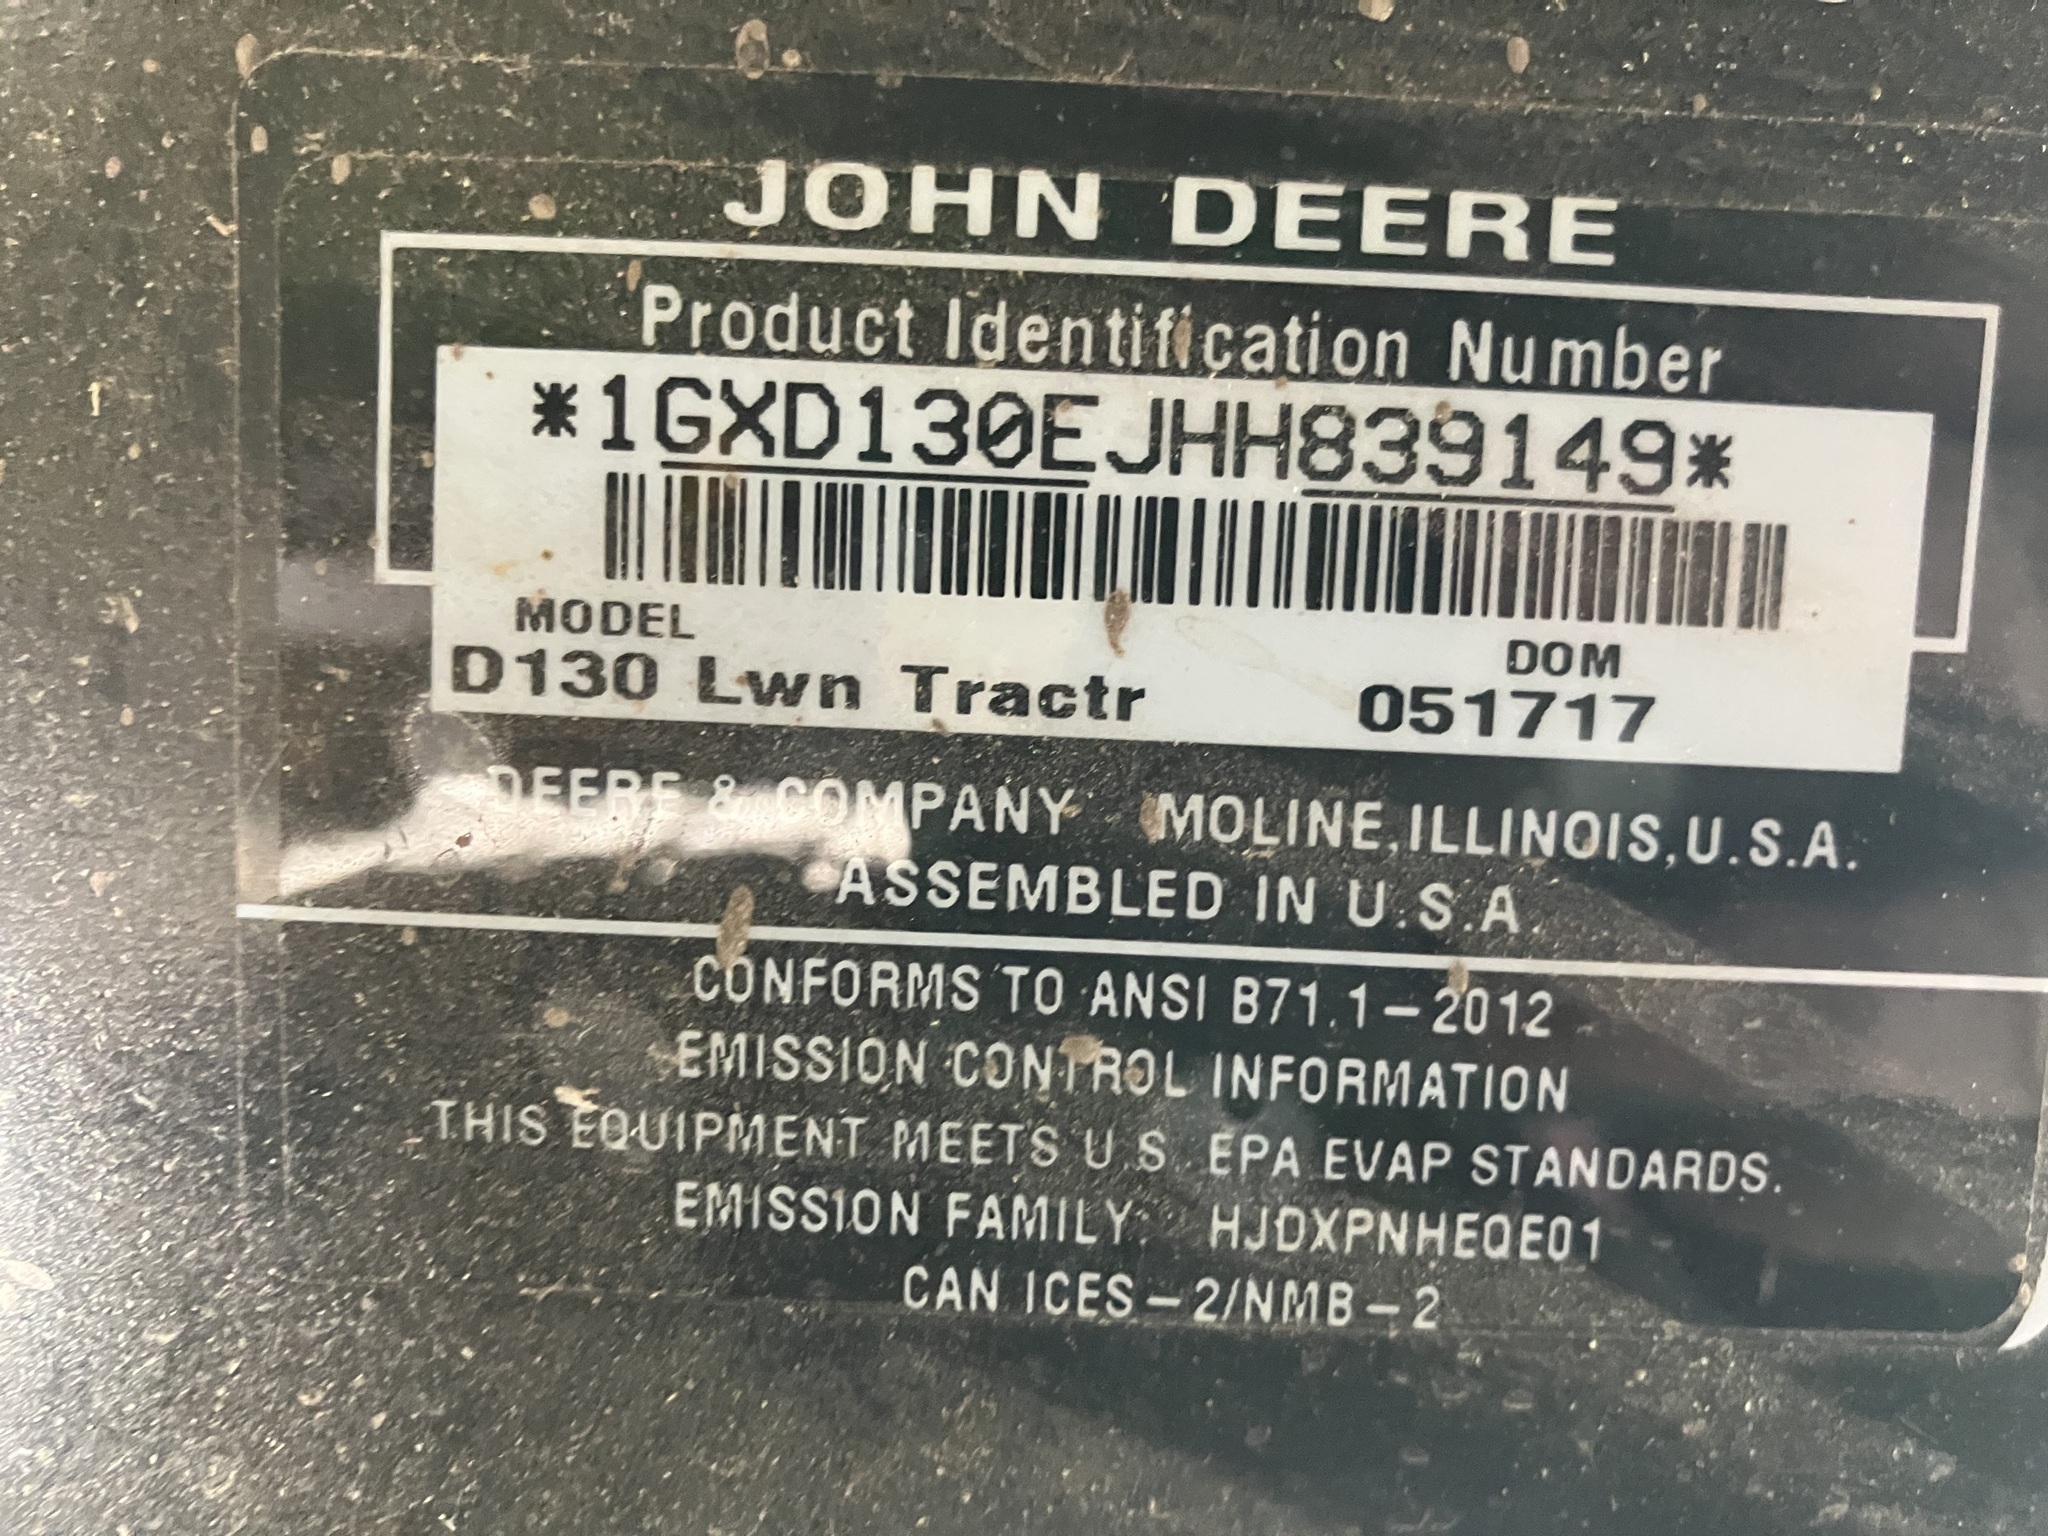 JOHN DEERE
Product Identification Number
*1GXD130EJHH839149*
MODEL
D130 Lwn Tractr
DOM
051717
DEERE & COMPANY MOLINE,ILLINOIS,U.S.A.
ASSEMBLED IN U.S.A
CONFORMS TO ANSI B71.1-2012
EMISSION CONTROL INFORMATION
THIS EQUIPMENT MEETS U.S. EPA EVAP STANDARDS.
EMISSION FAMILY: HJDXPNHEQE01
CAN ICES-2/NMB-2